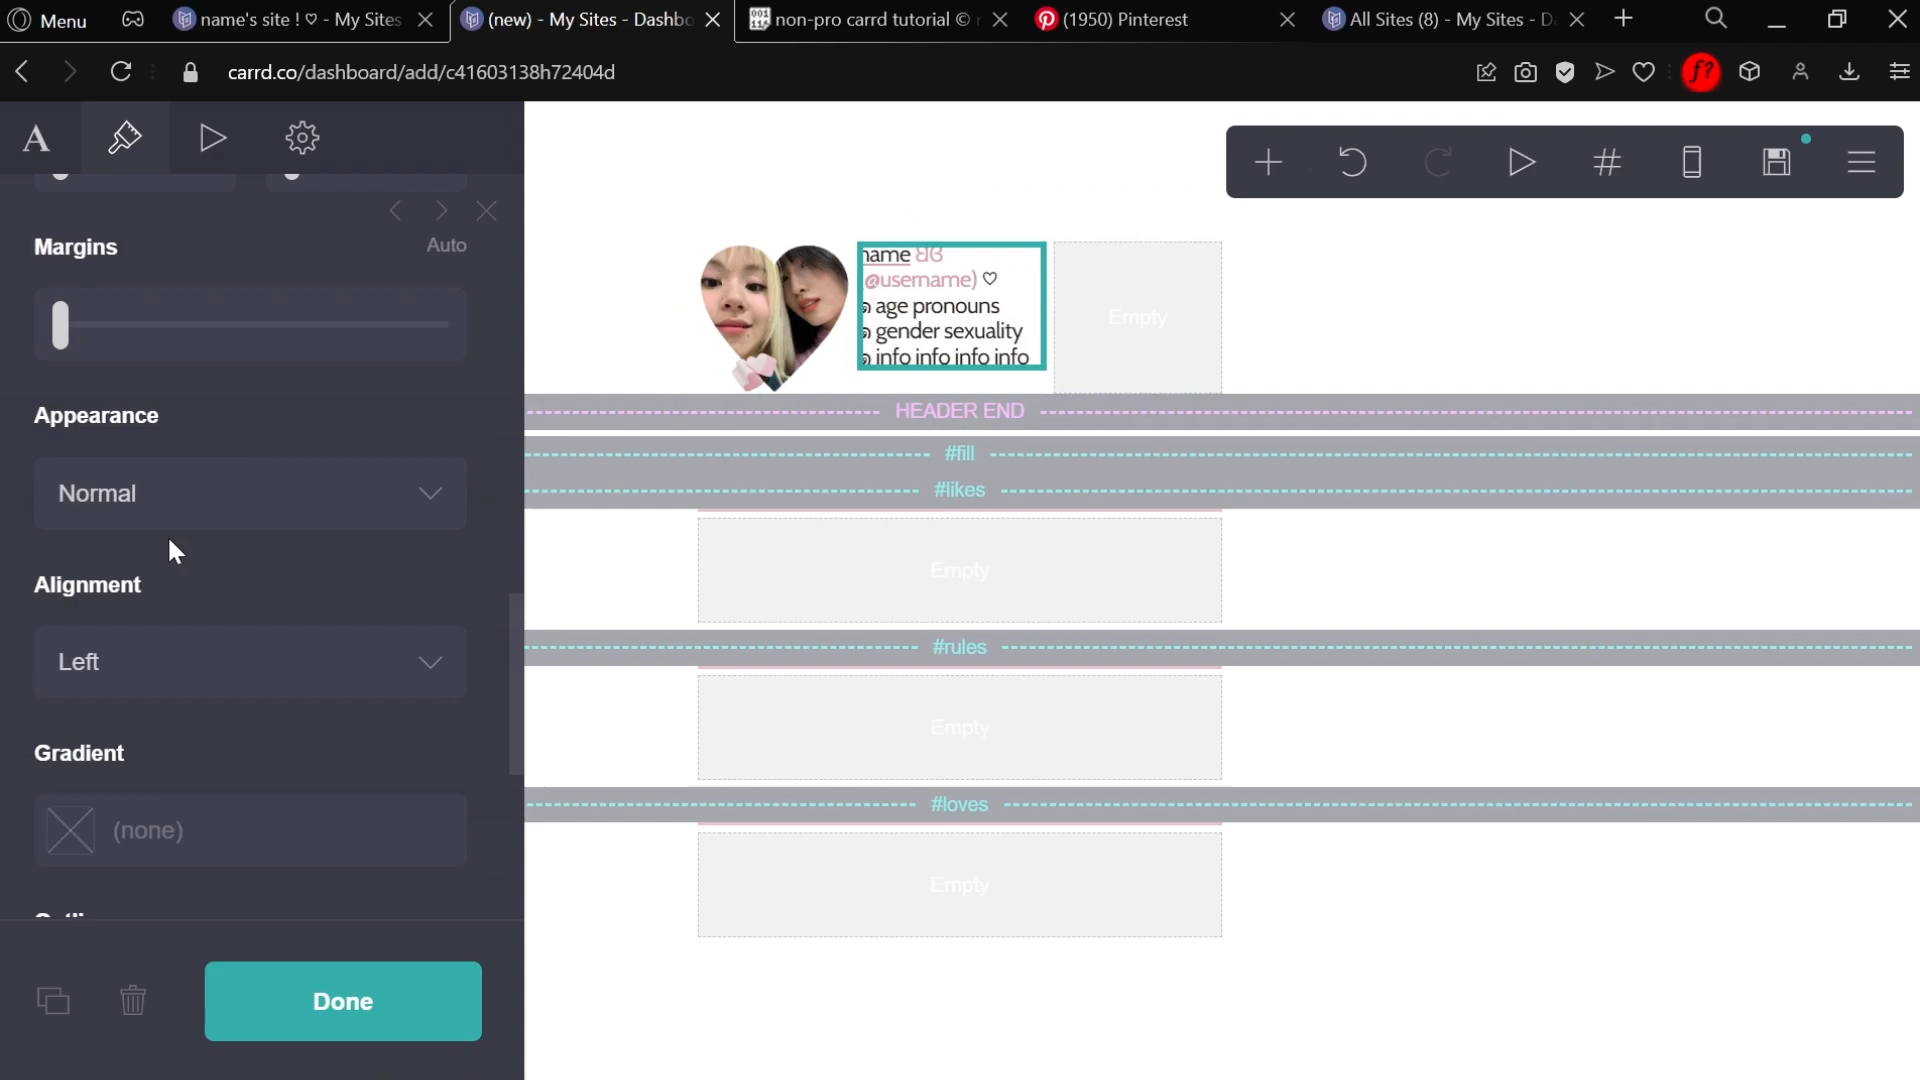 Menu
name's site ! ♡ - My Sites
(new) - My Sites - Dashbo
non-pro carrd tutorial ©
(1950) Pinterest
All Sites (8) - My Sites - D
carrd.co/dashboard/add/c41603138h72404d
f?
A
Margins
Auto
Appearance
Normal
Alignment
Left
Gradient
(none)
Done
name
@username) ♡
age pronouns
gender sexuality
info info info info
Empty
HEADER END
#fill
#likes
Empty
#rules
Empty
#loves
Empty